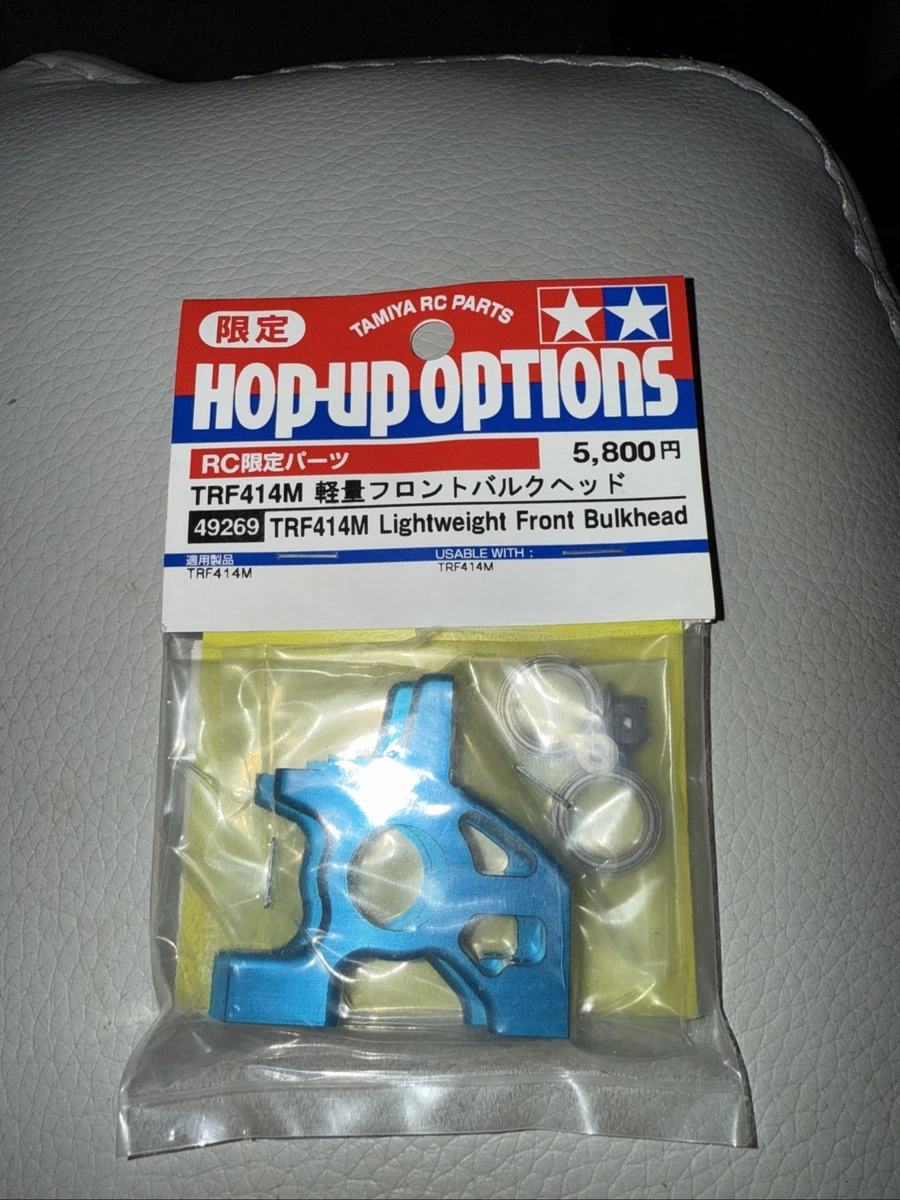 限定
TAMIYA RC PARTS
HOP-UP OPTIONS
RC限定パーツ
5,800円
TRF414M 軽量フロントバルクヘッド
49269 TRF414M Lightweight Front Bulkhead
適用製品
TRF414M
USABLE WITH :
TRF414M